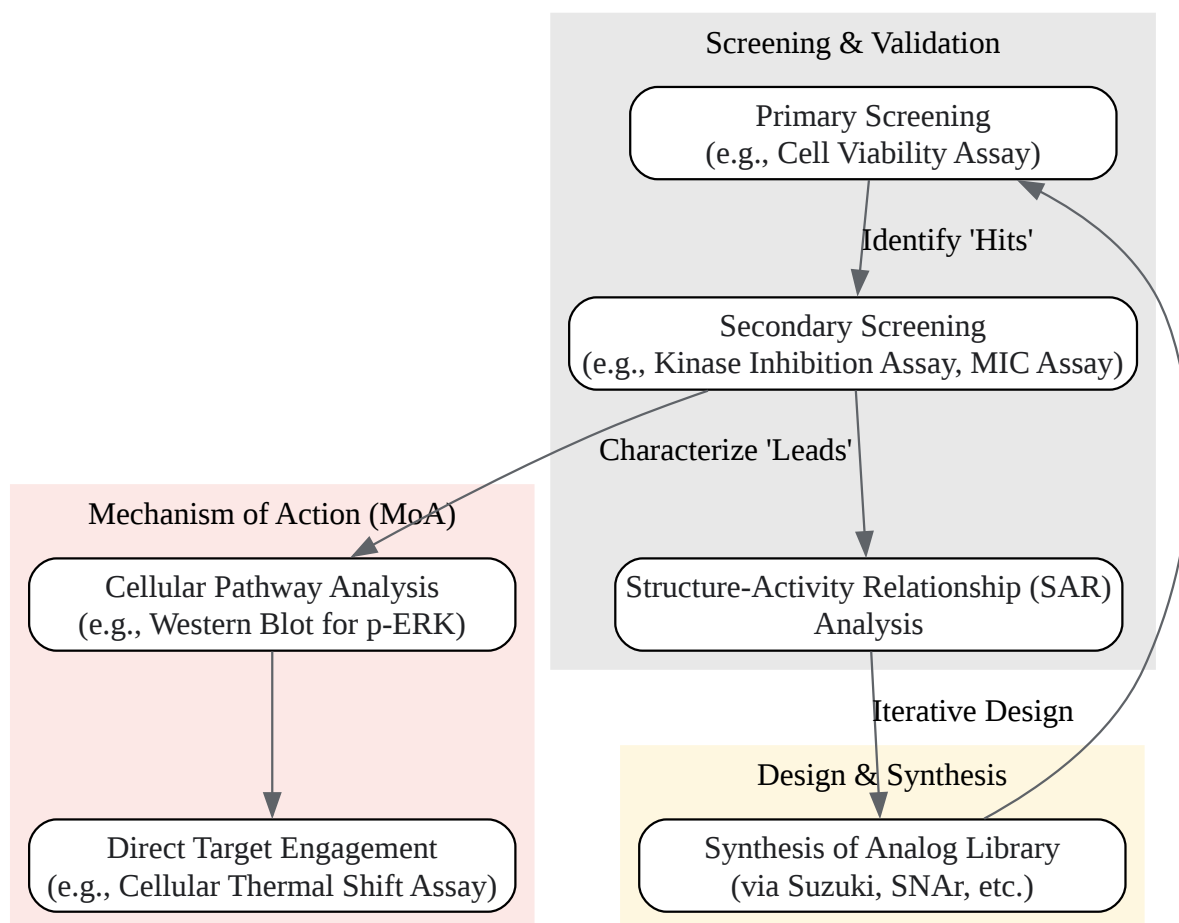 Screening & Validation
Primary Screening
(e.g., Cell Viability Assay)
Identify 'Hits'
Secondary Screening
(e.g., Kinase Inhibition Assay, MIC Assay)
Characterize 'Leads'
Mechanism of Action (MoA)
Cellular Pathway Analysis
(e.g., Western Blot for p-ERK)
Structure-Activity Relationship (SAR)
Analysis
Iterative Design
Design & Synthesis
Direct Target Engagement
(e.g., Cellular Thermal Shift Assay)
Synthesis of Analog Library
(via Suzuki, SNAr, etc.)